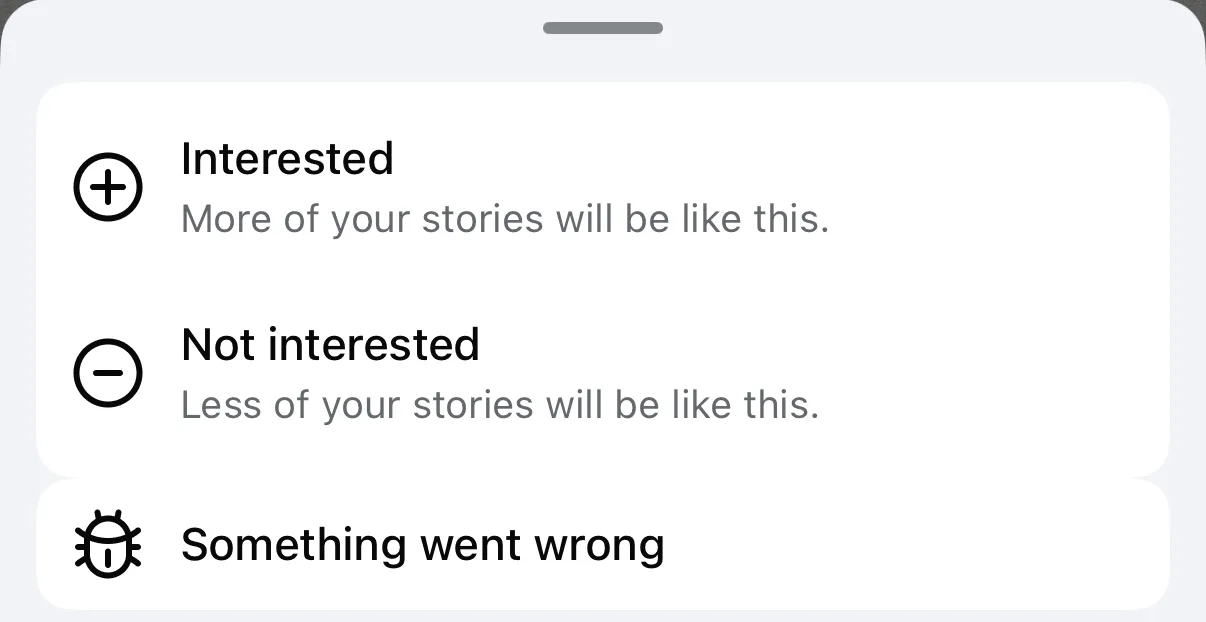 Interested
More of your stories will be like this.
Not interested
Less of your stories will be like this.
Something went wrong